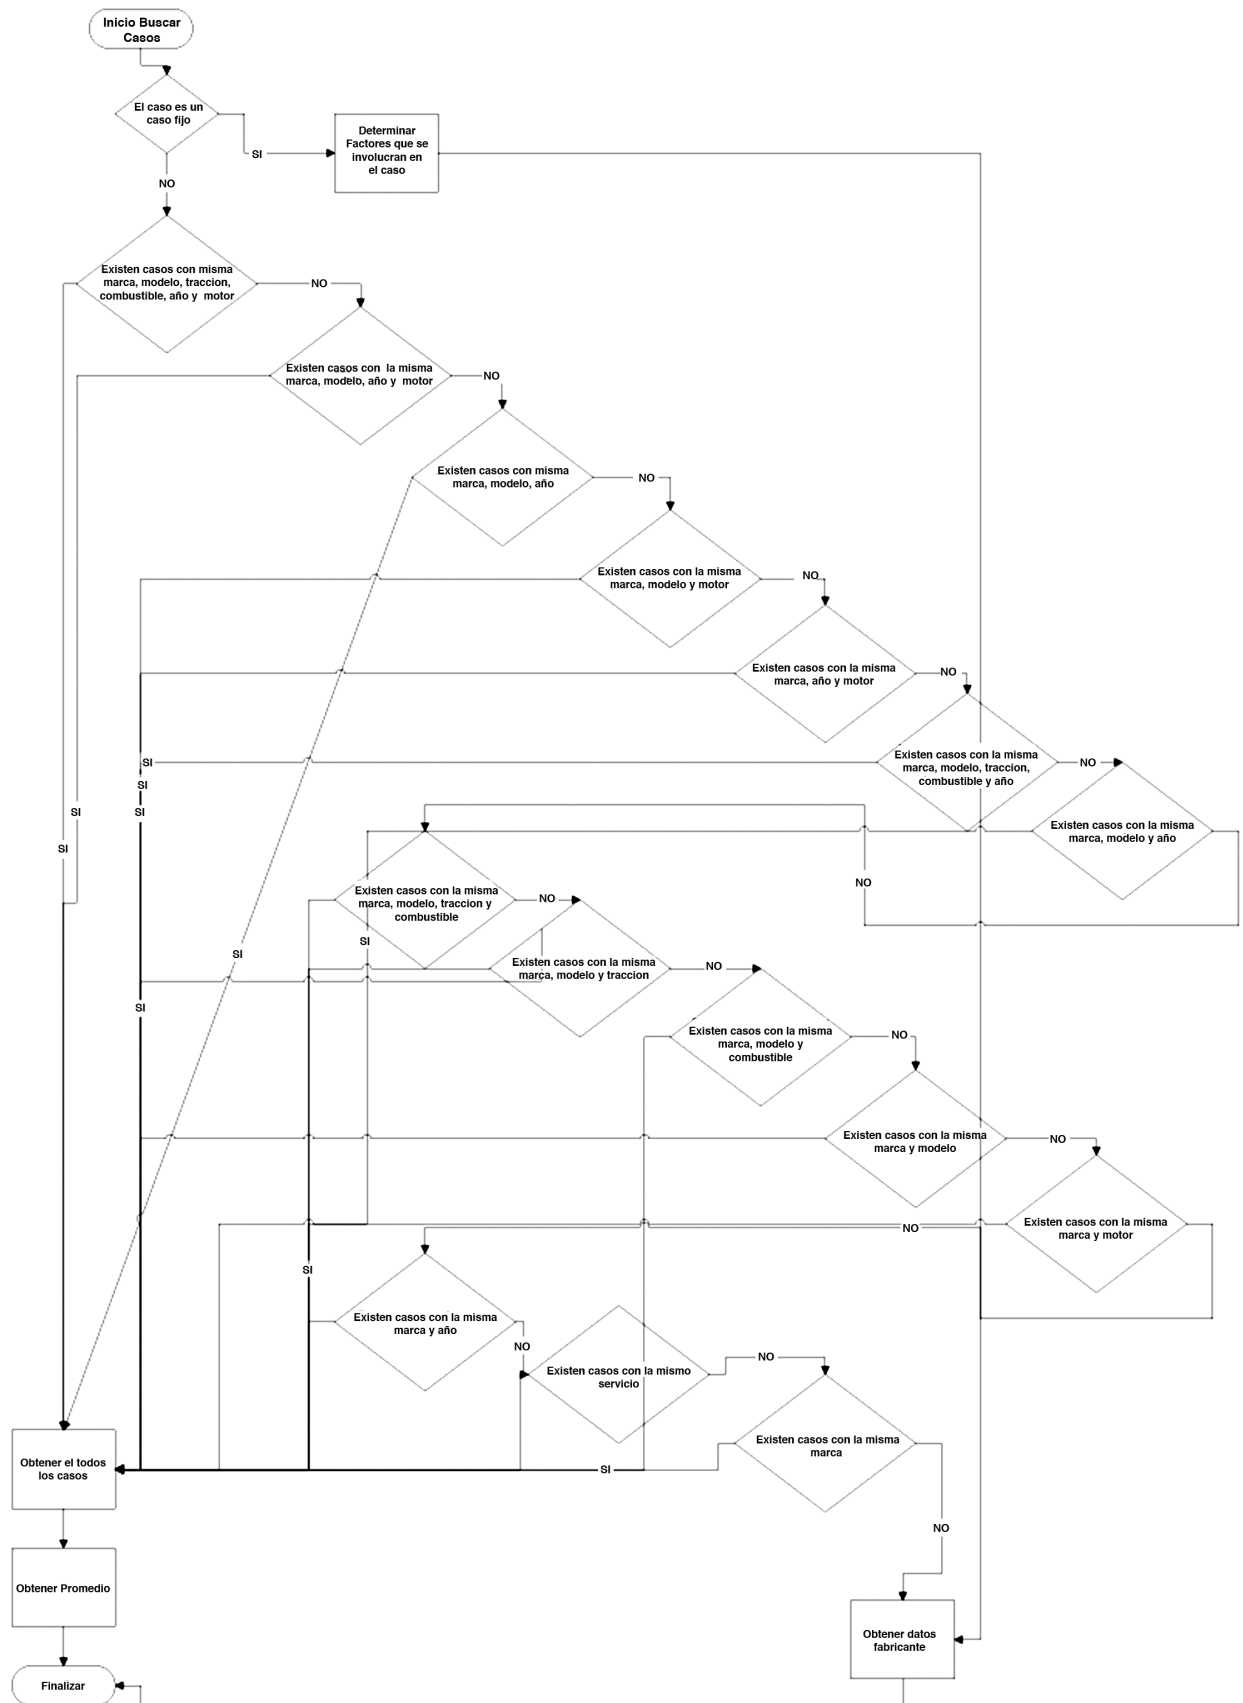 Inicio Buscar
Casos
El caso es un
caso fijo
SI
Determinar
Factores que se
involucran en
el caso
NO
Existen casos con misma
marca, modelo, traccion,
combustible, año y motor
NO
Existen casos con la misma
marca, modelo, año y motor
NO
Existen casos con misma
marca, modelo, año
NO
Existen casos con la misma
marca, modelo y motor
NO
Existen casos con la misma
marca, año y motor
NO
SI
Existen casos con la misma
marca, modelo, traccion,
combustible y año
NO
SI
SI
SI
Existen casos con la misma
marca, modelo y año
SI
NO
Existen casos con la misma
marca, modelo, traccion y
combustible
NO
SI
SI
Existen casos con la misma
marca, modelo y traccion
NO
SI
Existen casos con la misma
marca, modelo y
combustible
NO
Existen casos con la misma
marca y modelo
NO
Existen casos con la misma
marca y motor
NO
SI
Existen casos con la misma
marca y año
NO
Existen casos con la mismo
servicio
NO
Existen casos con la misma
marca
SI
Obtener el todos
los casos
NO
Obtener Promedio
Obtener datos
fabricante
Finalizar